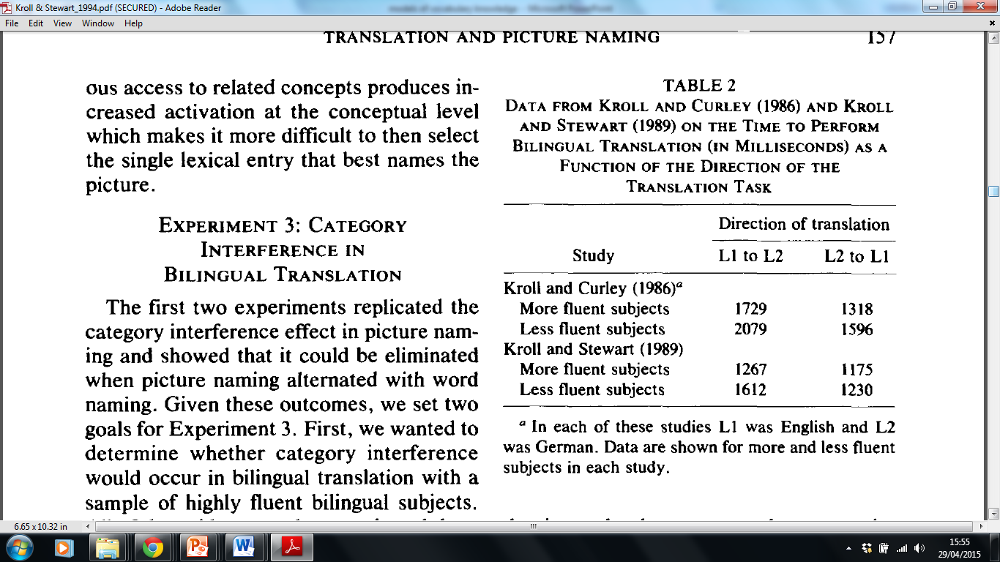 Kroll & Stewart_1994.pdf (SECURED) - Adobe Reader
File Edit View Window Help
TRANSLATION AND PICTURE NAMING 157
ous access to related concepts produces in-
creased activation at the conceptual level
which makes it more difficult to then select
the single lexical entry that best names the
picture.
EXPERIMENT 3: CATEGORY
INTERFERENCE IN
BILINGUAL TRANSLATION
The first two experiments replicated the
category interference effect in picture nam-
ing and showed that it could be eliminated
when picture naming alternated with word
naming. Given these outcomes, we set two
goals for Experiment 3. First, we wanted to
determine whether category interference
would occur in bilingual translation with a
sample of highly fluent bilingual subjects.
TABLE 2
DATA FROM KROLL AND CURLEY (1986) AND KROLL
AND STEWART (1989) ON THE TIME TO PERFORM
BILINGUAL TRANSLATION (IN MILLISECONDS) AS A
FUNCTION OF THE DIRECTION OF THE
TRANSLATION TASK
Direction of translation
Study L1 to L2 L2 to L1
Kroll and Curley (1986)a
More fluent subjects 1729 1318
Less fluent subjects 2079 1596
Kroll and Stewart (1989)
More fluent subjects 1267 1175
Less fluent subjects 1612 1230
a In each of these studies L1 was English and L2
was German. Data are shown for more and less fluent
subjects in each study.
6.65 x 10.32 in
15:55
29/04/2015